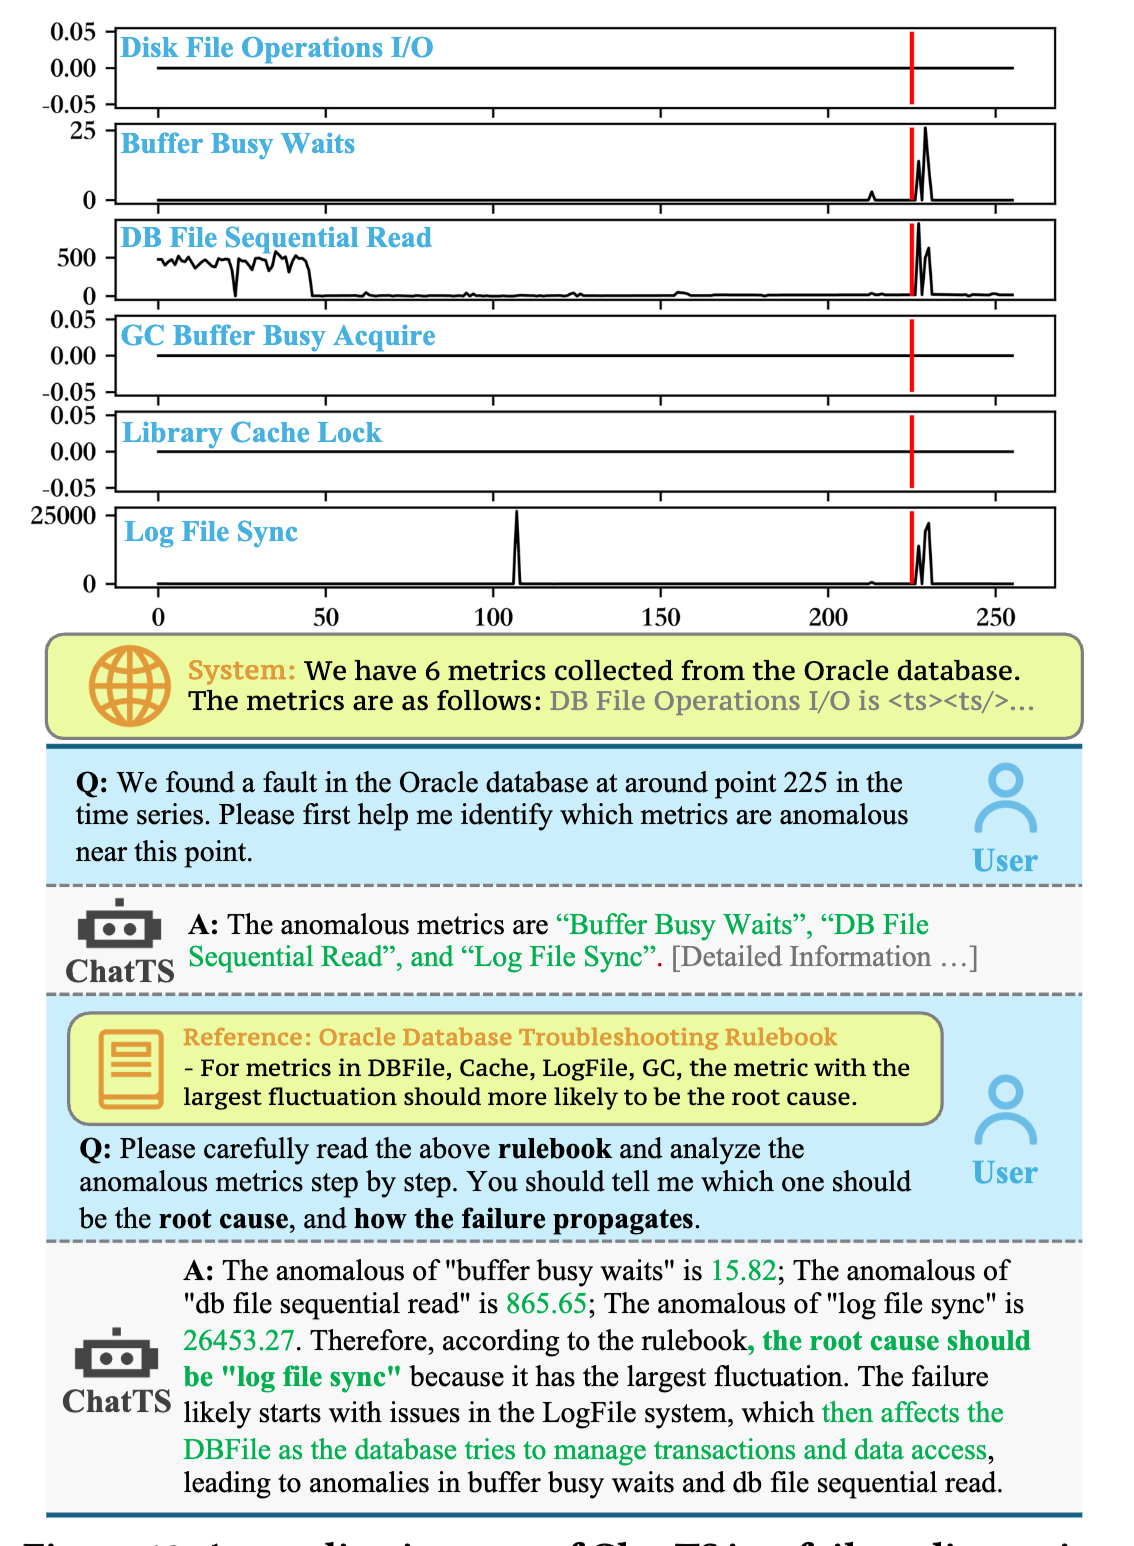 0.05
Disk File Operations I/O
0.00
-0.05
25
Buffer Busy Waits
0
DB File Sequential Read
500
0
0.05
GC Buffer Busy Acquire
0.00
-0.05
0.05
Library Cache Lock
0.00
-0.05
25000
Log File Sync
0
0 50 100 150 200 250
System: We have 6 metrics collected from the Oracle database.
The metrics are as follows: DB File Operations I/O is <ts><ts/>...
Q: We found a fault in the Oracle database at around point 225 in the
time series. Please first help me identify which metrics are anomalous
near this point.
User
A: The anomalous metrics are “Buffer Busy Waits”, “DB File
Sequential Read”, and “Log File Sync”. [Detailed Information …]
ChatTS
Reference: Oracle Database Troubleshooting Rulebook
- For metrics in DBFile, Cache, LogFile, GC, the metric with the
largest fluctuation should more likely to be the root cause.
Q: Please carefully read the above rulebook and analyze the
anomalous metrics step by step. You should tell me which one should
be the root cause, and how the failure propagates.
User
A: The anomalous of "buffer busy waits" is 15.82; The anomalous of
"db file sequential read" is 865.65; The anomalous of "log file sync" is
26453.27. Therefore, according to the rulebook, the root cause should
be "log file sync" because it has the largest fluctuation. The failure
likely starts with issues in the LogFile system, which then affects the
DBFile as the database tries to manage transactions and data access,
leading to anomalies in buffer busy waits and db file sequential read.
ChatTS